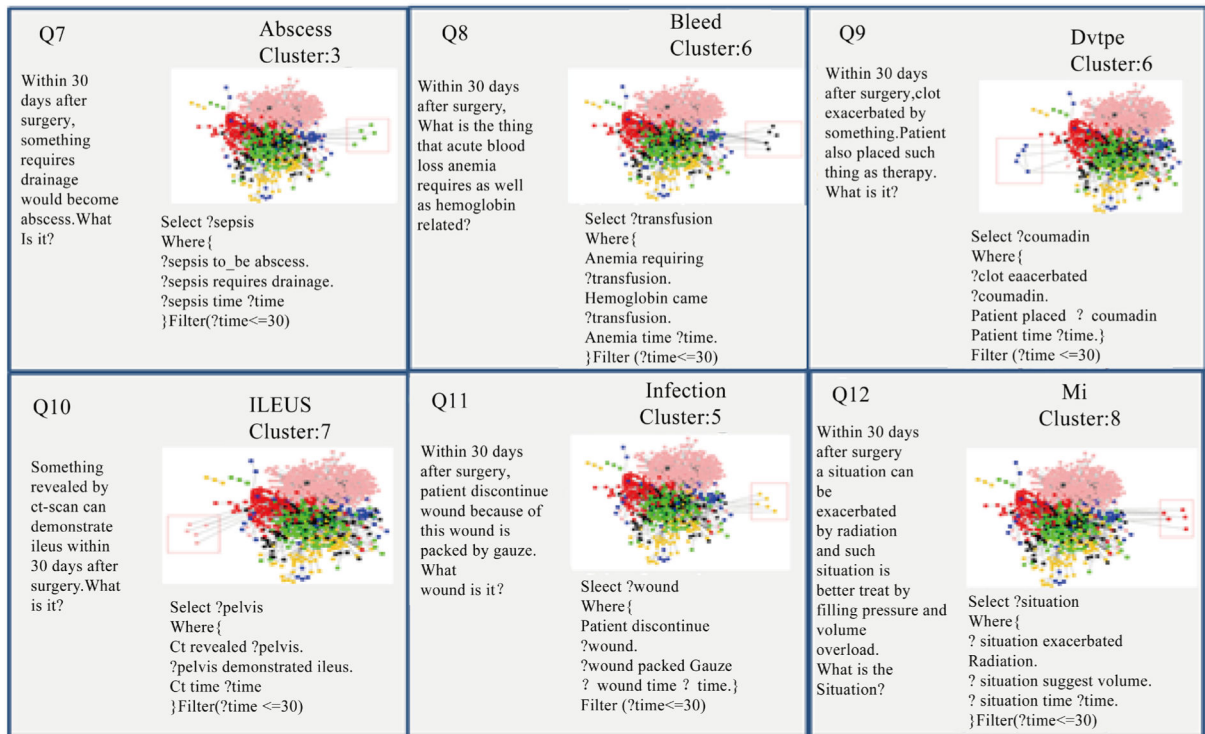 Q7
Abscess
Cluster:3
Within 30
days after
surgery,
something
requires
drainage
would become
abscess.What
Is it?
Select ?sepsis
Where{
?sepsis to_be abscess.
?sepsis requires drainage.
?sepsis time ?time
}Filter(?time<=30)
Q8
Bleed
Cluster:6
Within 30 days
after surgery,
What is the thing
that acute blood
loss anemia
requires as well
as hemoglobin
related?
Select ?transfusion
Where{
Anemia requiring
?transfusion.
Hemoglobin came
?transfusion.
Anemia time ?time.
}Filter (?time<=30)
Q9
Dvtpe
Cluster:6
Within 30 days
after surgery,clot
exacerbated by
something.Patient
also placed such
thing as therapy.
What is it?
Select ?coumadin
Where{
?clot eaacerbated
?coumadin.
Patient placed ? coumadin
Patient time ?time.}
Filter (?time <=30)
Q10
ILEUS
Cluster:7
Something
revealed by
ct-scan can
demonstrate
ileus within
30 days after
surgery.What
is it?
Select ?pelvis
Where{
Ct revealed ?pelvis.
?pelvis demonstrated ileus.
Ct time ?time
}Filter(?time <=30)
Q11
Infection
Cluster:5
Within 30 days
after surgery,
patient discontinue
wound because of
this wound is
packed by gauze.
What
wound is it?
Sleect ?wound
Where{
Patient discontinue
?wound.
?wound packed Gauze
? wound time ? time.}
Filter (?time<=30)
Q12
Mi
Cluster:8
Within 30 days
after surgery
a situation can
be
exacerbated
by radiation
and such
situation is
better treat by
filling pressure and
volume
overload.
What is the
Situation?
Select ?situation
Where{
? situation exacerbated
Radiation.
? situation suggest volume.
? situation time ?time.
}Filter(?time<=30)